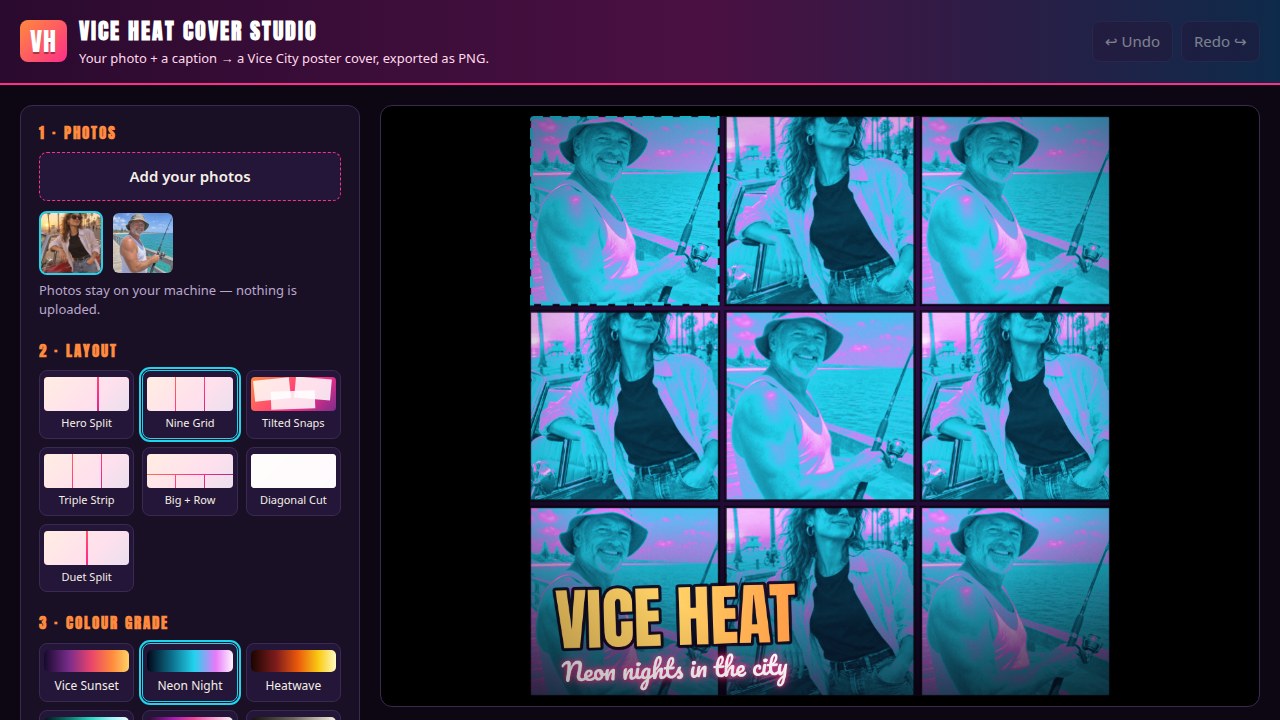 VH
VICE HEAT COVER STUDIO
Your photo + a caption → a Vice City poster cover, exported as PNG.
↩ Undo
Redo ↪
1 · PHOTOS
Add your photos
Photos stay on your machine — nothing is
uploaded.
2 · LAYOUT
Hero Split
Nine Grid
Tilted Snaps
Triple Strip
Big + Row
Diagonal Cut
Duet Split
3 · COLOUR GRADE
Vice Sunset
Neon Night
Heatwave
VICE HEAT
Neon nights in the city